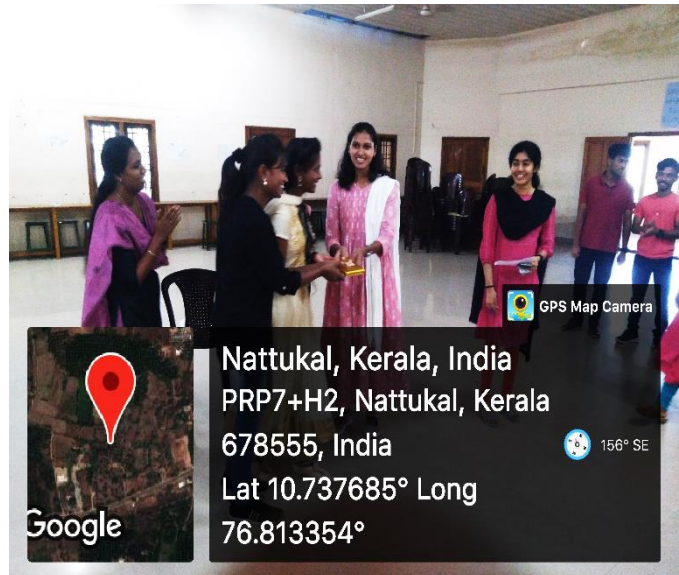 GPS Map Camera
Nattukal, Kerala, India
PRP7+H2, Nattukal, Kerala
678555, India
156° SE
Lat 10.737685° Long
76.813354°
Google